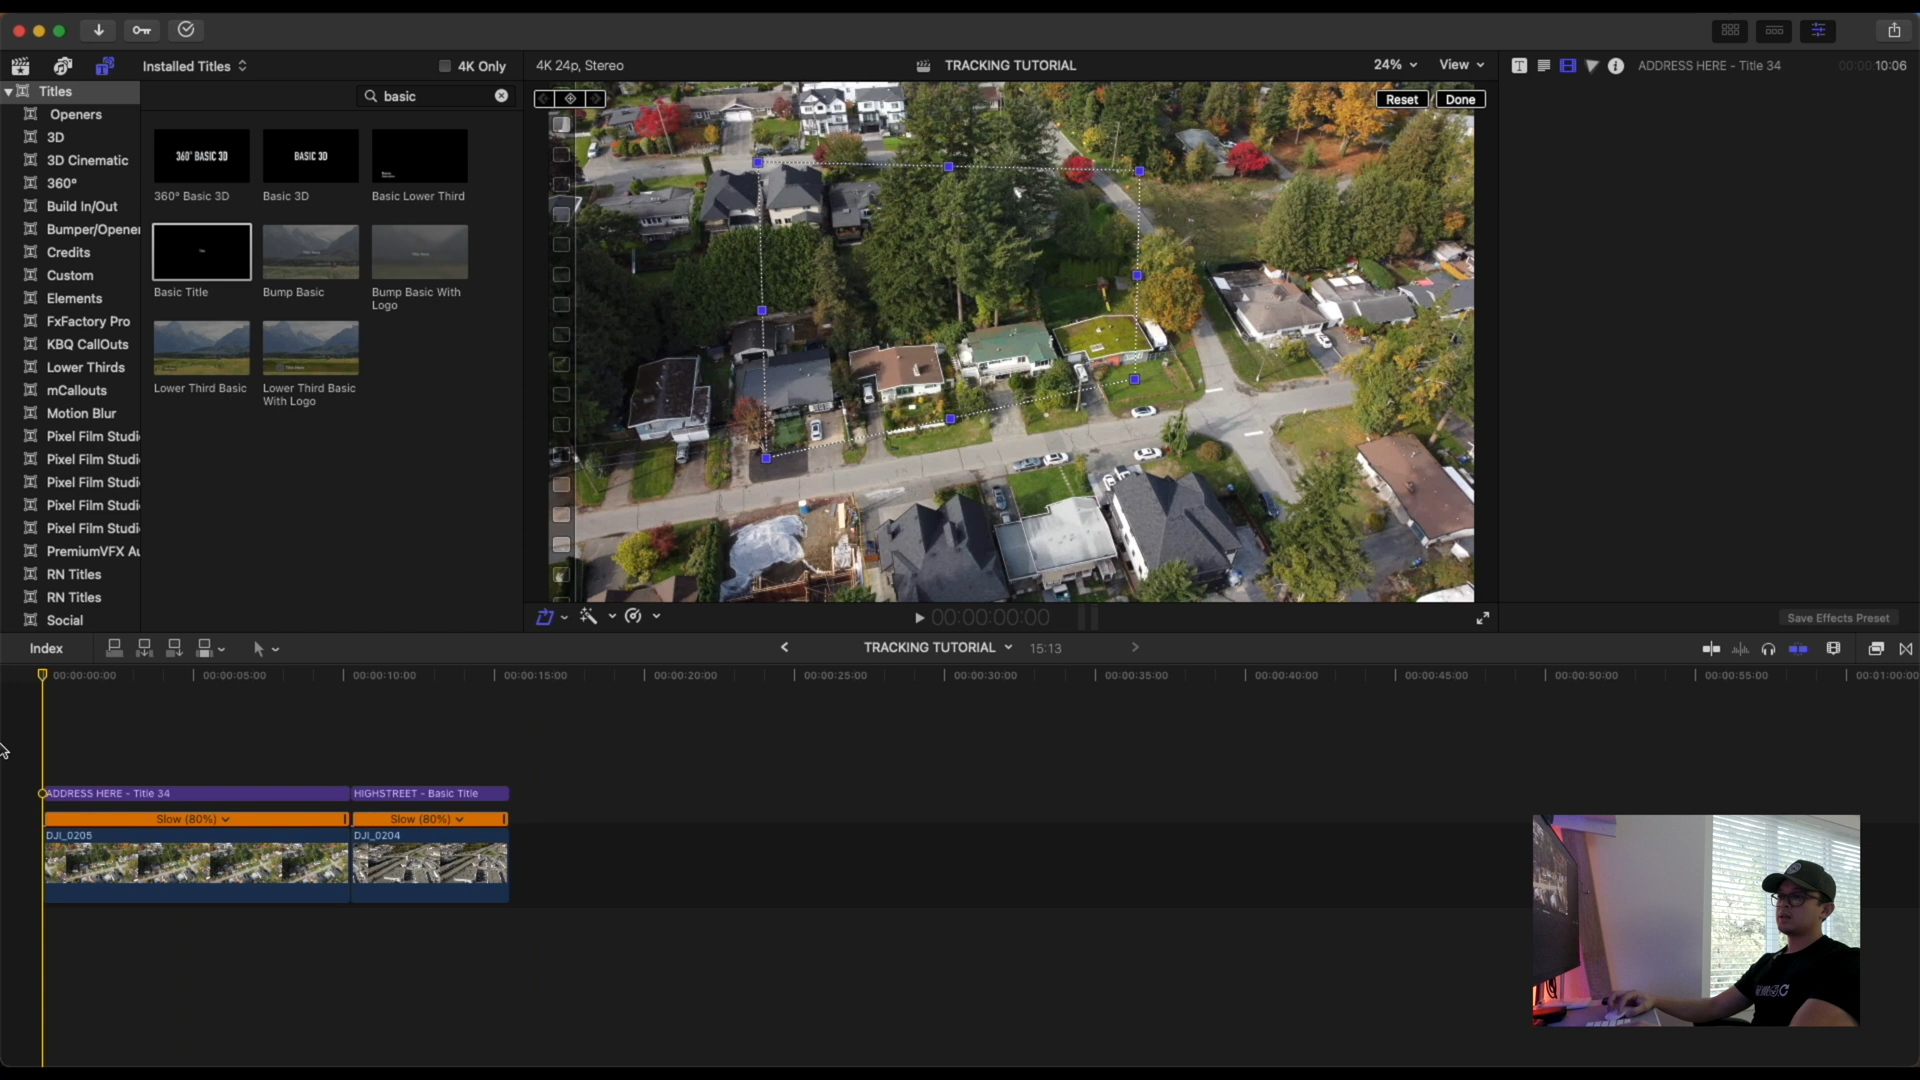 Installed Titles
4K Only
4K 24p, Stereo
TRACKING TUTORIAL
24%
View
ADDRESS HERE - Title 34
00:00:10:06
Titles
basic
Reset
Done
Openers
3D
3D Cinematic
360°
Build In/Out
Bumper/Opener
Credits
Custom
Elements
FxFactory Pro
KBQ CallOuts
Lower Thirds
mCallouts
Motion Blur
Pixel Film Studi
Pixel Film Studi
Pixel Film Studi
Pixel Film Studi
Pixel Film Studi
PremiumVFX Au
RN Titles
RN Titles
Social
360° BASIC 3D
BASIC 3D
360° Basic 3D
Basic 3D
Basic Lower Third
Basic Title
Bump Basic
Bump Basic With
Logo
Lower Third Basic
Lower Third Basic
With Logo
00:00:00:00
Save Effects Preset
Index
TRACKING TUTORIAL
15:13
00:00:00:00
00:00:05:00
00:00:10:00
00:00:15:00
00:00:20:00
00:00:25:00
00:00:30:00
00:00:35:00
00:00:40:00
00:00:45:00
00:00:50:00
00:00:55:00
00:01:00:00
ADDRESS HERE - Title 34
HIGHSTREET - Basic Title
Slow (80%)
Slow (80%)
DJI_0205
DJI_0204